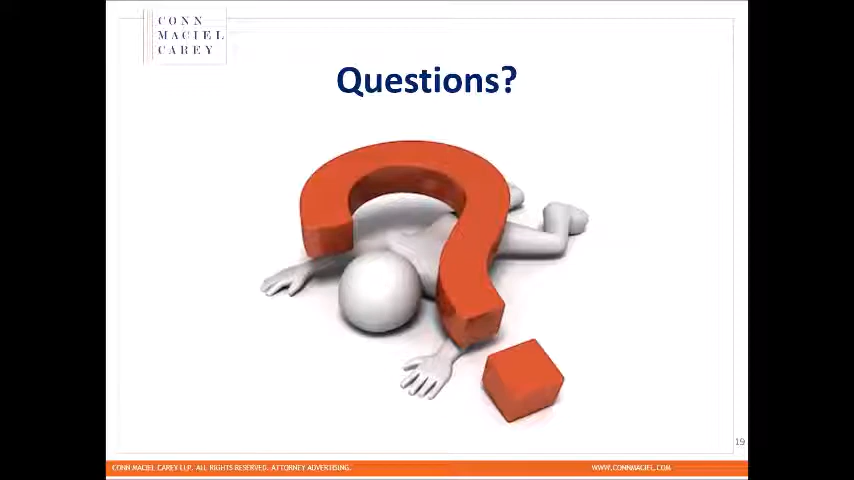 CONN
MACIEL
CAREY
Questions?
19
CONN MACIEL CAREY LLP. ALL RIGHTS RESERVED. ATTORNEY ADVERTISING.
WWW.CONNMACIEL.COM